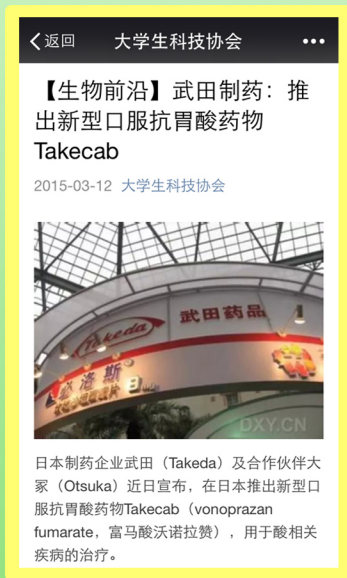 返回
大学生科技协会
【生物前沿】武田制药：推
出新型口服抗胃酸药物
Takecab
2015-03-12 大学生科技协会
Takeda
武田药品
必洛斯
DXY.CN
日本制药企业武田（Takeda）及合作伙伴大
冢（Otsuka）近日宣布，在日本推出新型口
服抗胃酸药物Takecab（vonoprazan
fumarate，富马酸沃诺拉赞），用于酸相关
疾病的治疗。